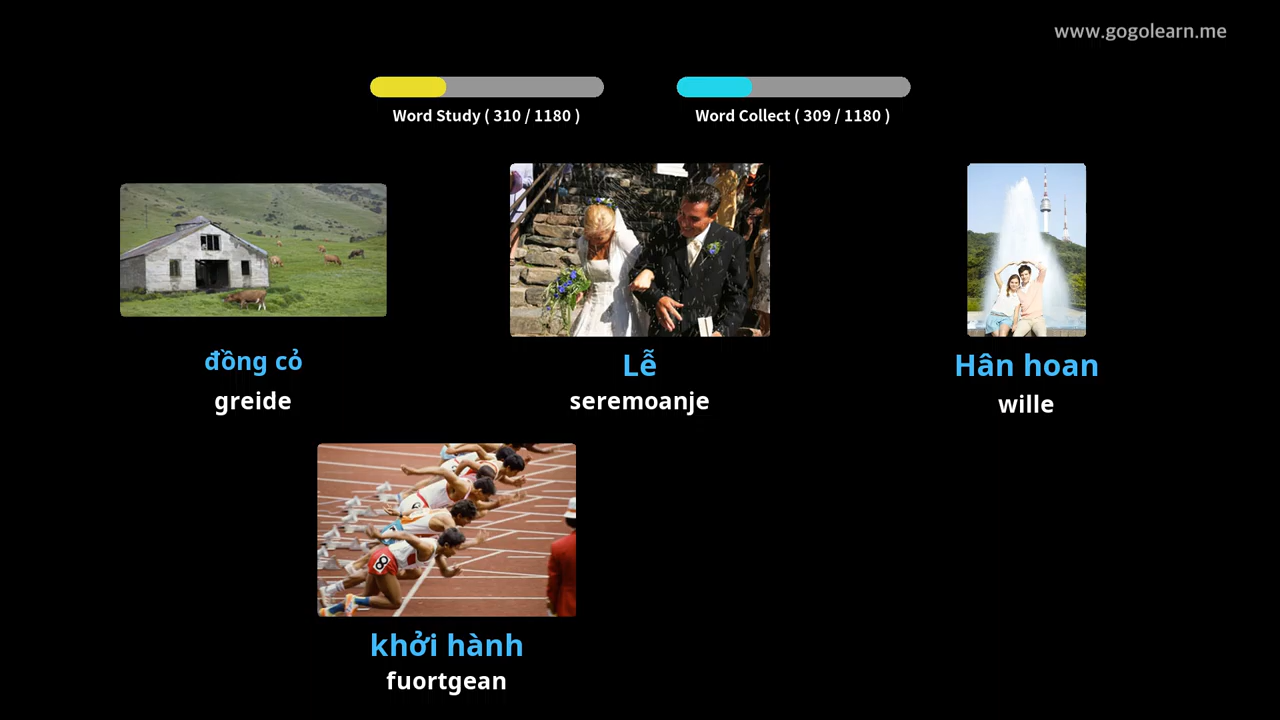 www.gogolearn.me
Word Study ( 310 / 1180 )
Word Collect ( 309 / 1180 )
đồng cỏ
greide
Lễ
seremoanje
Hân hoan
wille
8
khởi hành
fuortgean